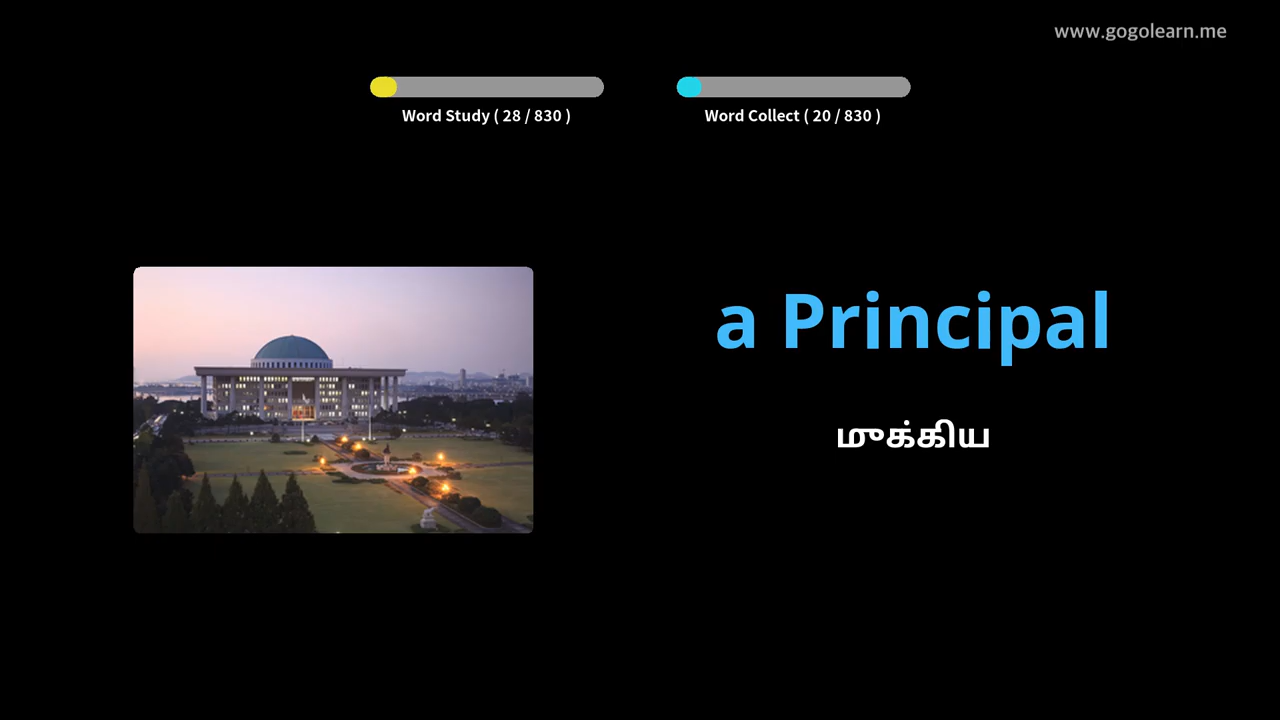 www.gogolearn.me
Word Study ( 28 / 830 )
Word Collect ( 20 / 830 )
a Principal
முக்கிய